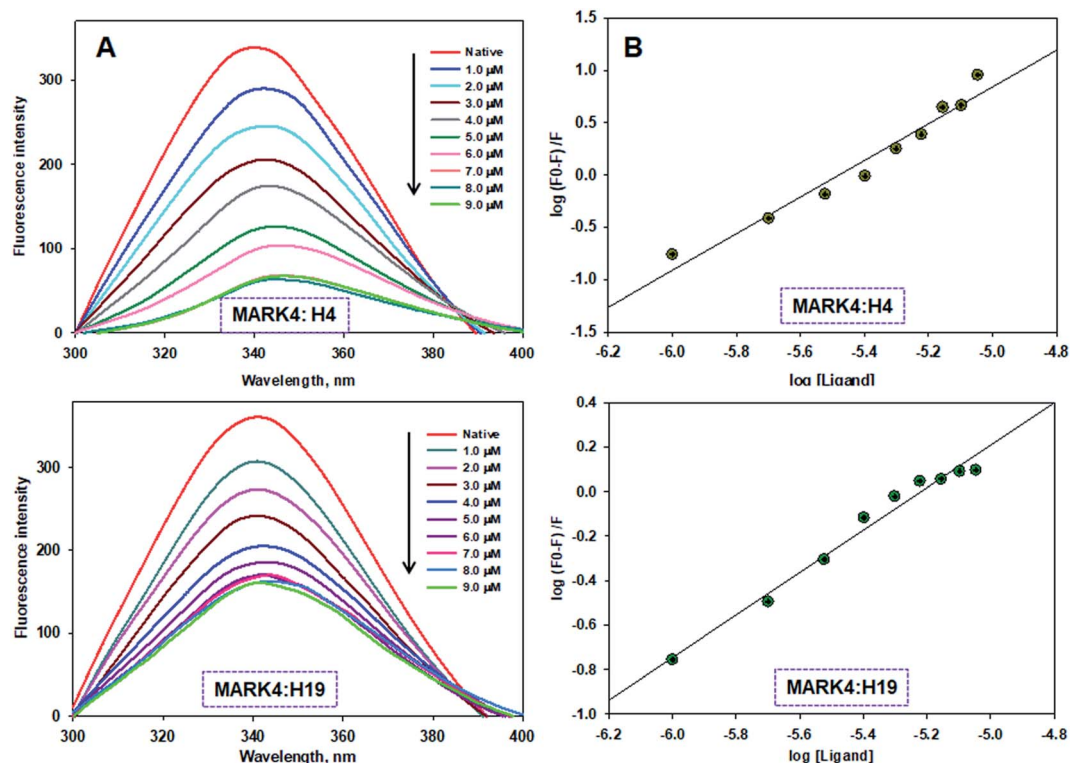 A
Native
1.0 µM
2.0 µM
3.0 µM
4.0 µM
5.0 µM
6.0 µM
7.0 µM
8.0 µM
9.0 µM
Fluorescence intensity
300
200
100
0
MARK4: H4
300 320 340 360 380 400
Wavelength, nm
B
log (F0-F) /F
1.5
1.0
0.5
0.0
-0.5
-1.0
-1.5
MARK4:H4
-6.2 -6.0 -5.8 -5.6 -5.4 -5.2 -5.0 -4.8
log [Ligand]
Native
1.0 µM
2.0 µM
3.0 µM
4.0 µM
5.0 µM
6.0 µM
7.0 µM
8.0 µM
9.0 µM
Fluorescence intensity
300
200
100
0
MARK4:H19
300 320 340 360 380 400
Wavelength, nm
log (F0-F) /F
0.4
0.2
0.0
-0.2
-0.4
-0.6
-0.8
-1.0
MARK4:H19
-6.2 -6.0 -5.8 -5.6 -5.4 -5.2 -5.0 -4.8
log [Ligand]